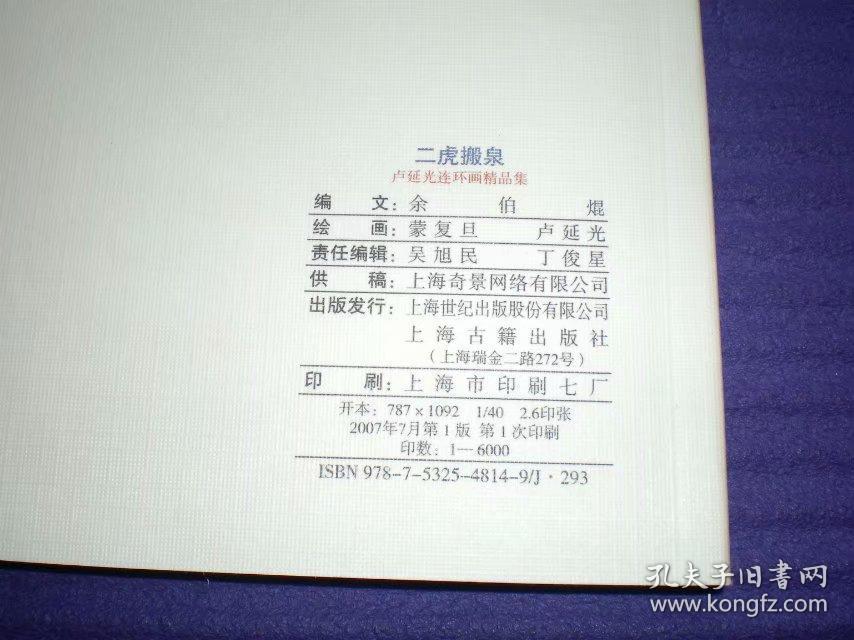 二虎搬泉
卢延光连环画精品集
编 文：余 伯 焜
绘 画：蒙复旦 卢延光
责任编辑：吴旭民 丁俊星
供 稿：上海奇景网络有限公司
出版发行：上海世纪出版股份有限公司
上海古籍出版社
（上海瑞金二路272号）
印 刷：上海市印刷七厂
开本：787×1092 1/40 2.6印张
2007年7月第1版 第1次印刷
印数：1—6000
ISBN 978-7-5325-4814-9/J·293
孔夫子旧书网
www.kongfz.com